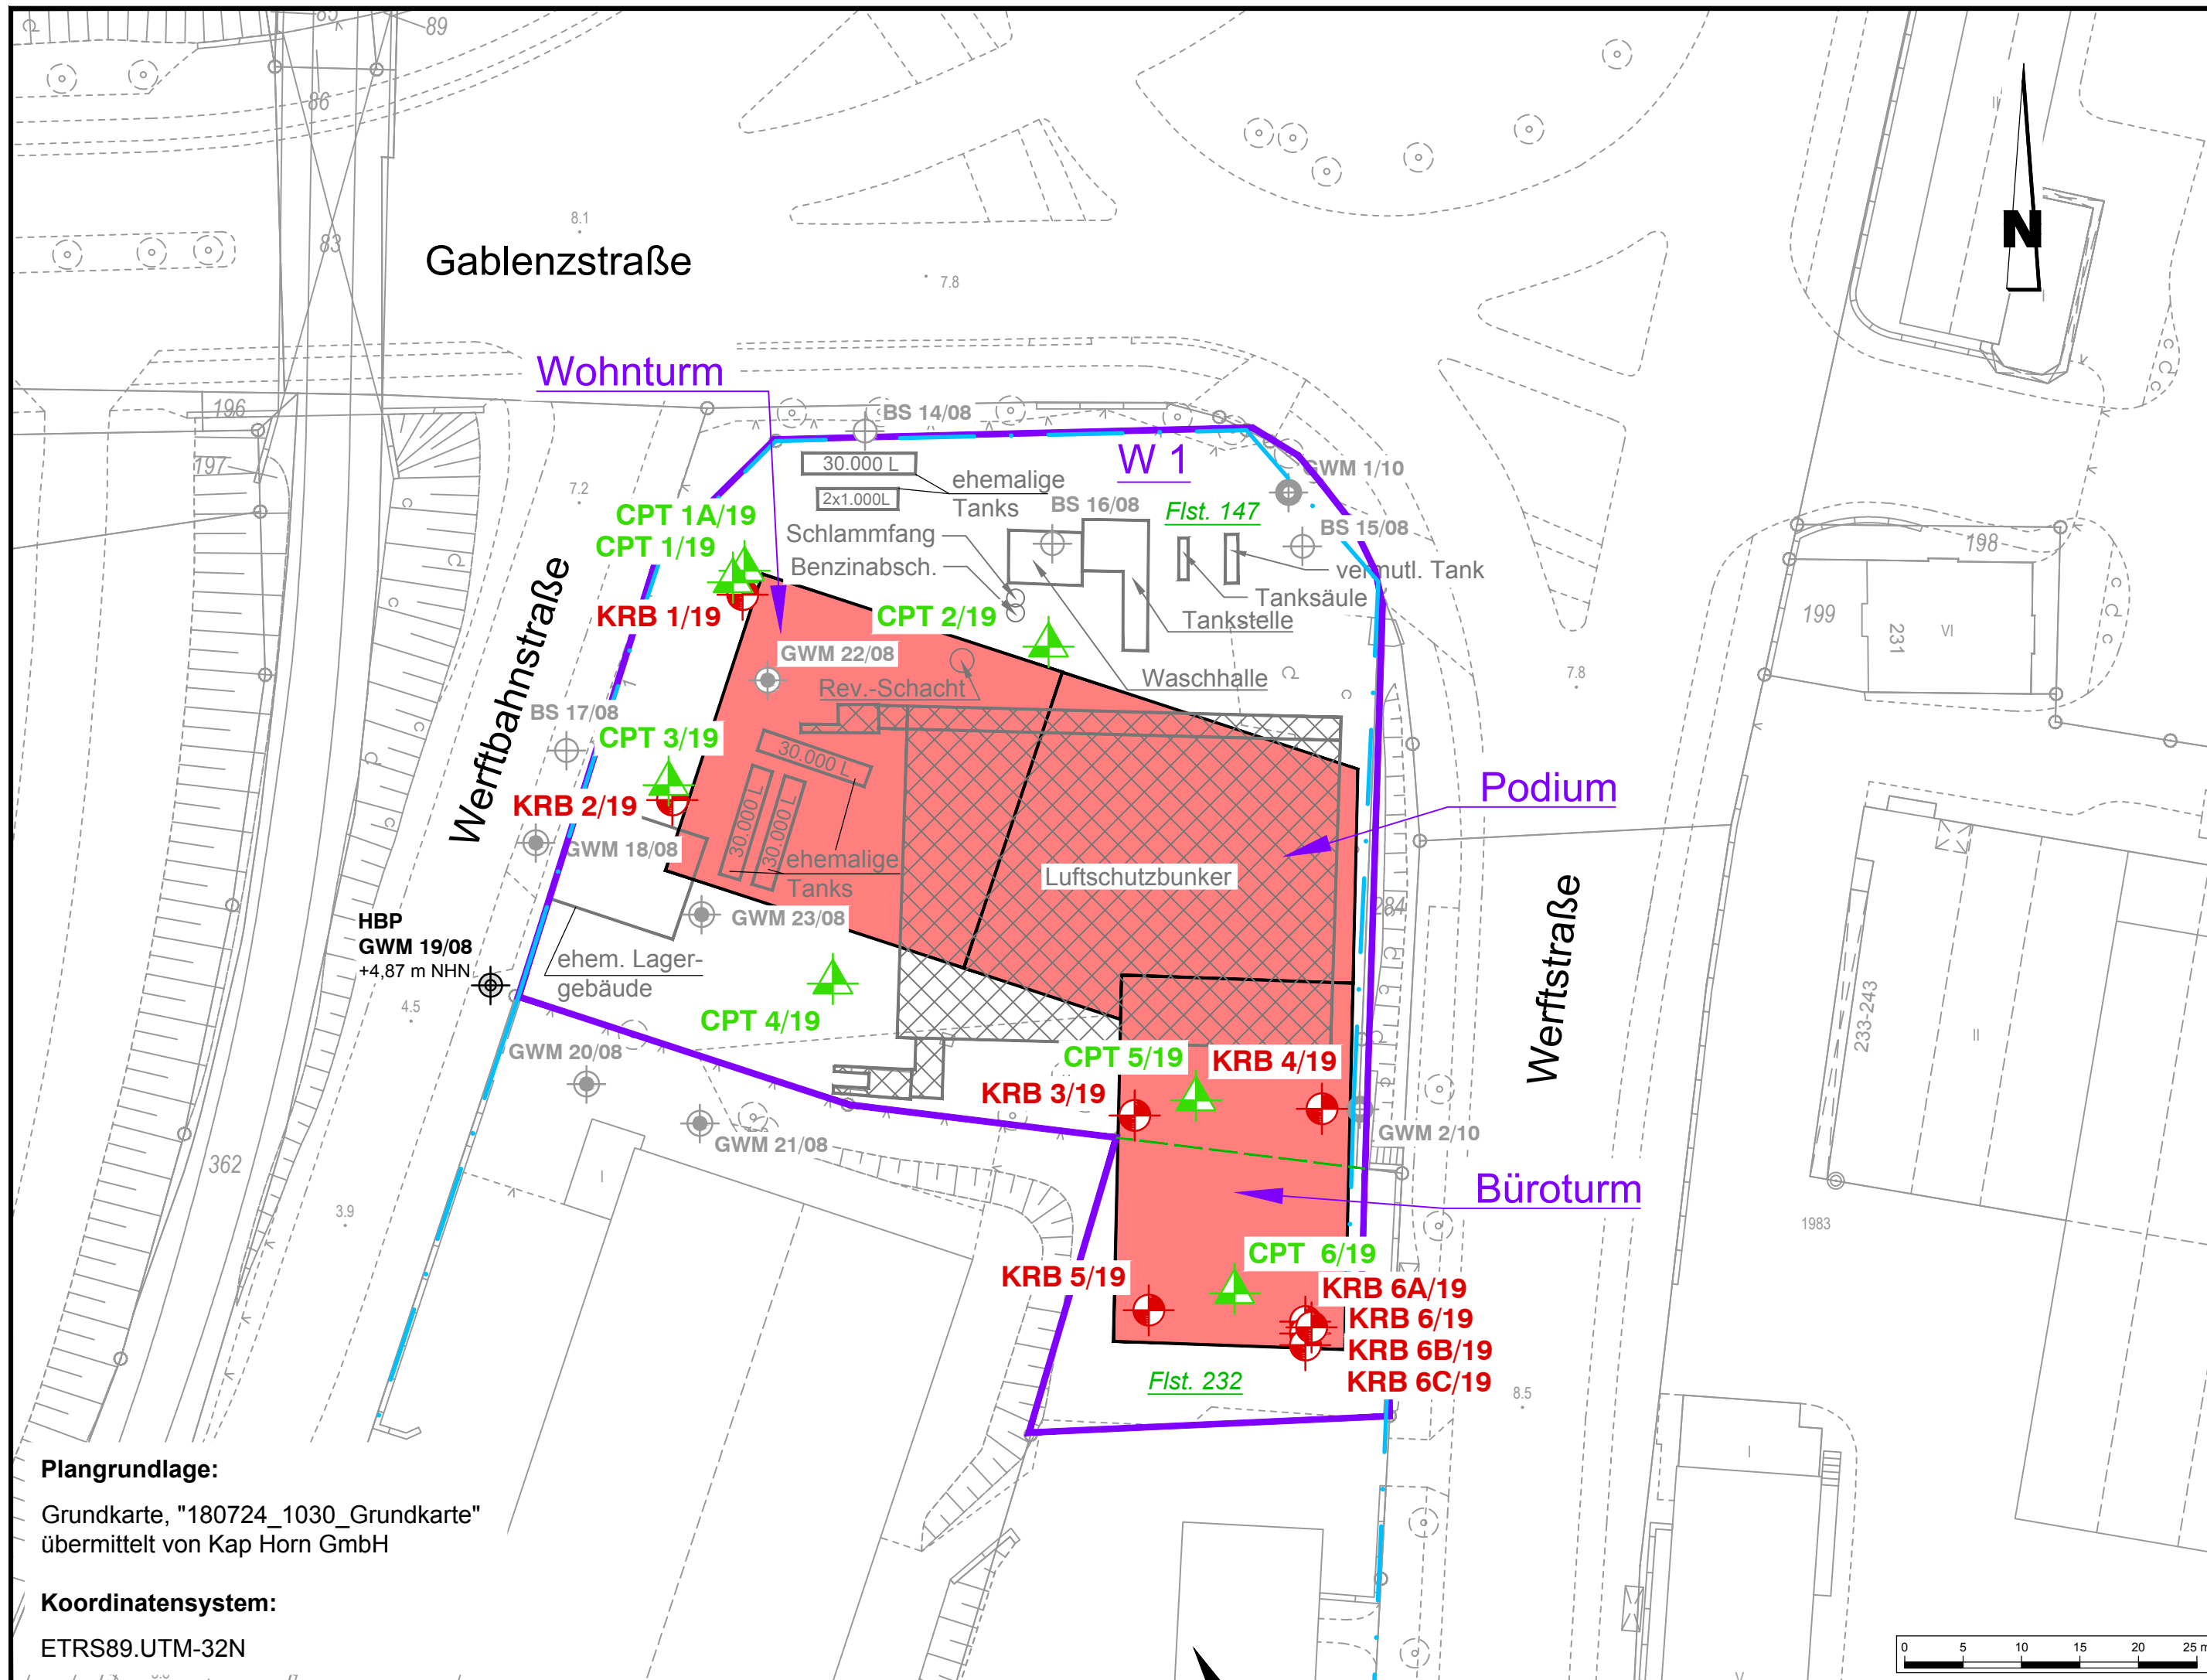 85
89
86
83
8.1
N
Gablenzstraße
7.8
Wohnturm
196
BS 14/08
W 1
197
30.000 L
ehemalige
Tanks
GWM 1/10
7.2
2x1.000L
BS 16/08
Flst. 147
CPT 1A/19
BS 15/08
Schlammfang
198
CPT 1/19
Benzinabsch.
vermutl. Tank
Tanksäule
KRB 1/19
CPT 2/19
Tankstelle
199
231
VI
GWM 22/08
Rev.-Schacht
Waschhalle
7.8
Werftbahnstraße
BS 17/08
CPT 3/19
30.000 L
Podium
KRB 2/19
30.000 L
30.000 L
GWM 18/08
ehemalige
Tanks
Luftschutzbunker
284
HBP
GWM 19/08
+4,87 m NHN
GWM 23/08
ehem. Lager-
gebäude
Werftstraße
233-243
II
4.5
CPT 4/19
GWM 20/08
CPT 5/19
KRB 4/19
KRB 3/19
GWM 21/08
GWM 2/10
362
I
Büroturm
3.9
1983
CPT 6/19
KRB 5/19
KRB 6A/19
KRB 6/19
KRB 6B/19
KRB 6C/19
Flst. 232
8.5
I
Plangrundlage:
Grundkarte, "180724_1030_Grundkarte"
übermittelt von Kap Horn GmbH
Koordinatensystem:
ETRS89.UTM-32N
0 5 10 15 20 25 m
V